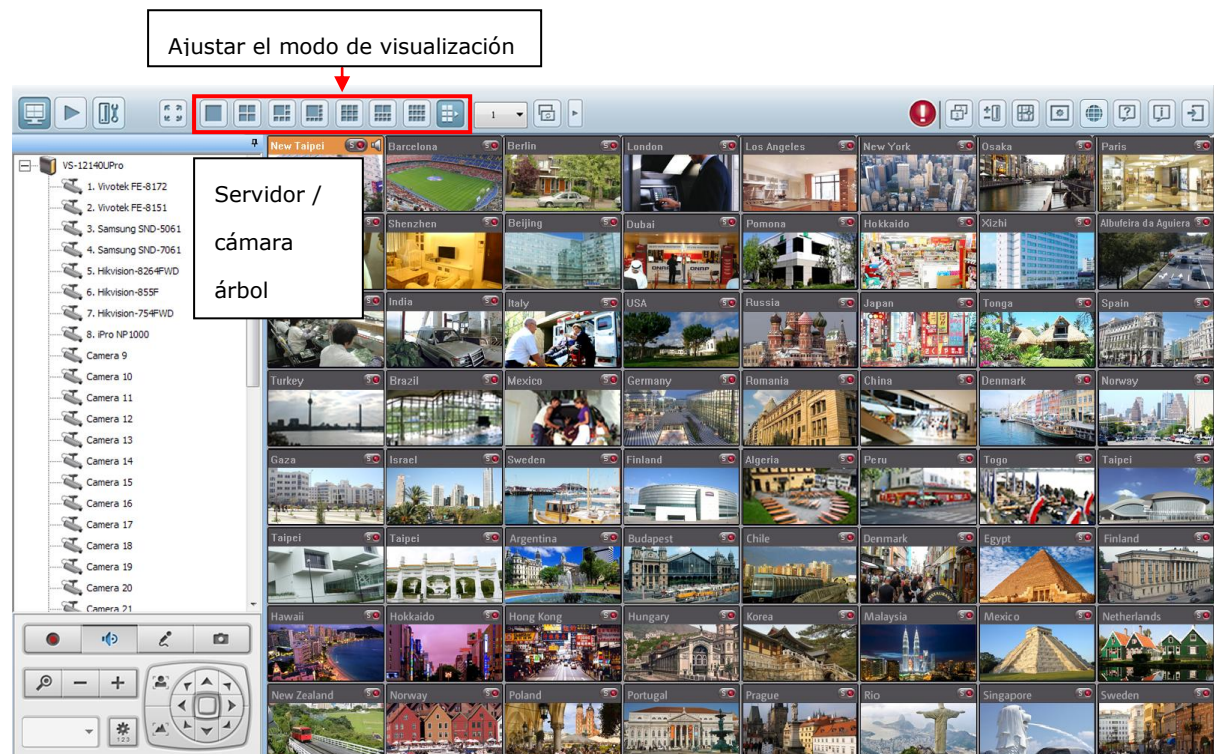 Ajustar el modo de visualización
1
VS-12140UPro
1. Vivotek FE-8172
2. Vivotek FE-8151
3. Samsung SND-5061
4. Samsung SND-7061
5. Hikvision-8264FWD
6. Hikvision-855F
7. Hikvision-754FWD
8. iPro NP1000
Camera 9
Camera 10
Camera 11
Camera 12
Camera 13
Camera 14
Camera 15
Camera 16
Camera 17
Camera 18
Camera 19
Camera 20
Camera 21
Servidor /
cámara
árbol
123
New Taipei Barcelona Berlin London Los Angeles New York Osaka Paris
Shenzhen Beijing Dubai Pomona Hokkaido Xizhi Albufeira da Aguiera
India Italy USA Russia Japan Tonga Spain
Turkey Brazil Mexico Germany Romania China Denmark Norway
Gaza Israel Sweden Finland Algeria Peru Togo Taipei
Taipei Taipei Argentina Budapest Chile Denmark Egypt Finland
Hawaii Hokkaido Hong Kong Hungary Korea Malaysia Mexico Netherlands
New Zealand Norway Poland Portugal Prague Rio Singapore Sweden